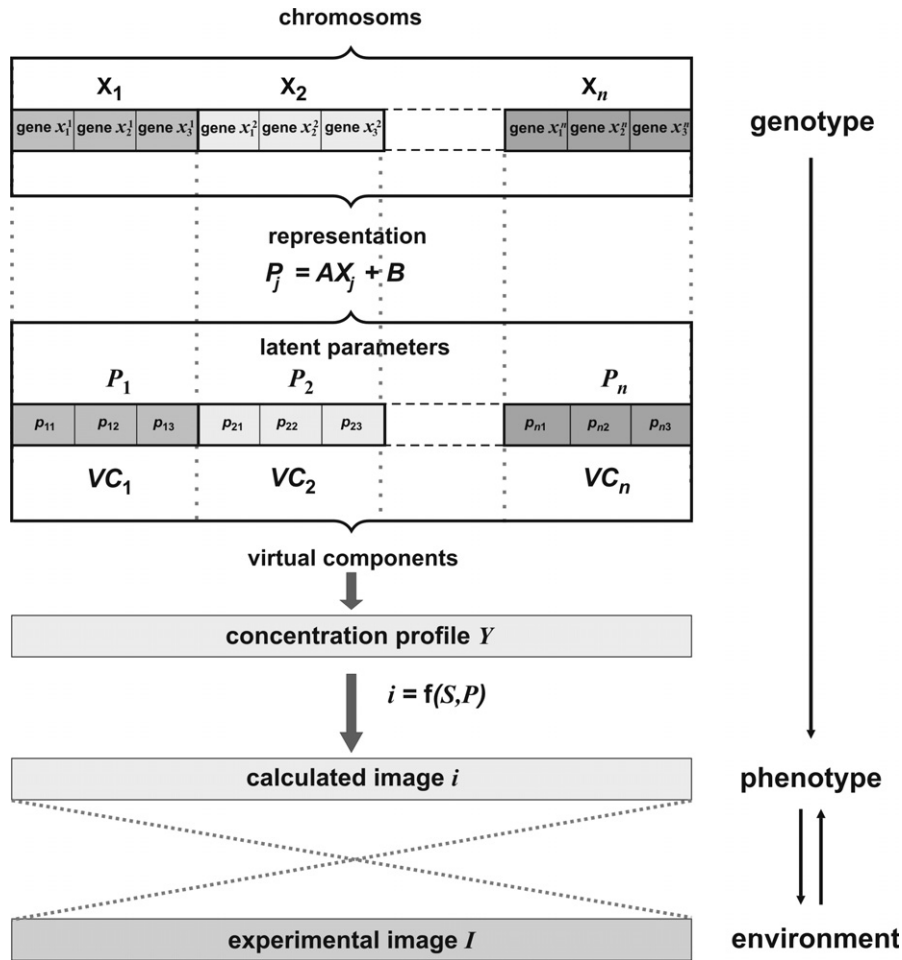 chromosoms
X₁ X₂ Xₙ
gene x₁¹ gene x₂¹ gene x₃¹ gene x₁² gene x₂² gene x₃² gene x₁ⁿ gene x₂ⁿ gene x₃ⁿ
genotype
representation
Pⱼ = AXⱼ + B
latent parameters
P₁ P₂ Pₙ
p₁₁ p₁₂ p₁₃ p₂₁ p₂₂ p₂₃ pₙ₁ pₙ₂ pₙ₃
VC₁ VC₂ VCₙ
virtual components
concentration profile Y
i = f(S,P)
calculated image i
phenotype
experimental image I
environment